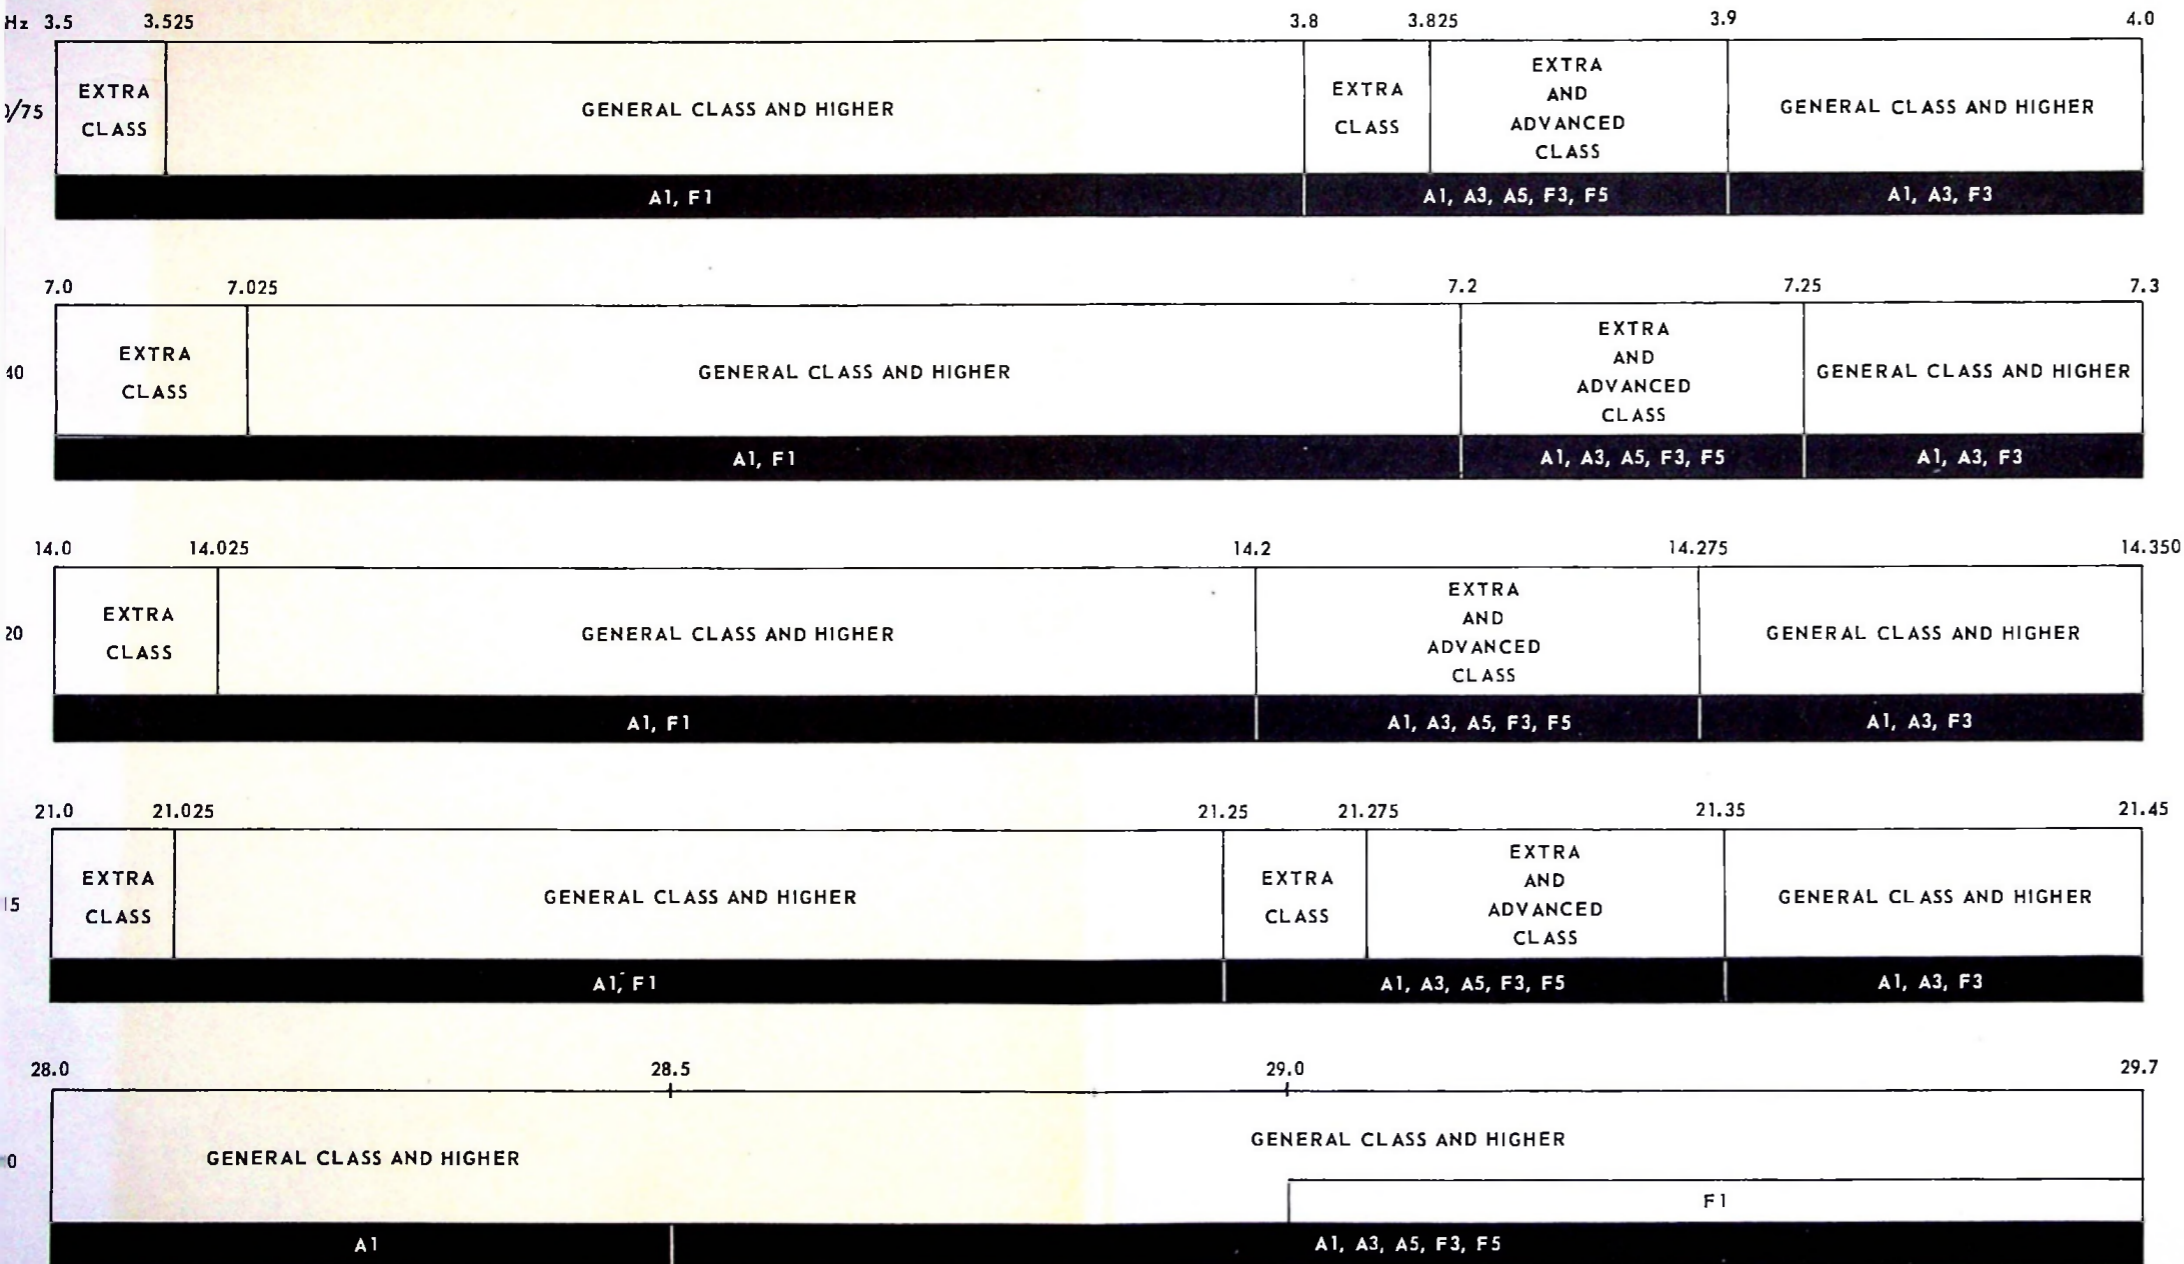 Hz 3.5 3.525 3.8 3.825 3.9 4.0
0/75
EXTRA
CLASS
GENERAL CLASS AND HIGHER
EXTRA
CLASS
EXTRA
AND
ADVANCED
CLASS
GENERAL CLASS AND HIGHER
A1, F1
A1, A3, A5, F3, F5
A1, A3, F3
7.0 7.025 7.2 7.25 7.3
40
EXTRA
CLASS
GENERAL CLASS AND HIGHER
EXTRA
AND
ADVANCED
CLASS
GENERAL CLASS AND HIGHER
A1, F1
A1, A3, A5, F3, F5
A1, A3, F3
14.0 14.025 14.2 14.275 14.350
20
EXTRA
CLASS
GENERAL CLASS AND HIGHER
EXTRA
AND
ADVANCED
CLASS
GENERAL CLASS AND HIGHER
A1, F1
A1, A3, A5, F3, F5
A1, A3, F3
21.0 21.025 21.25 21.275 21.35 21.45
15
EXTRA
CLASS
GENERAL CLASS AND HIGHER
EXTRA
CLASS
EXTRA
AND
ADVANCED
CLASS
GENERAL CLASS AND HIGHER
A1, F1
A1, A3, A5, F3, F5
A1, A3, F3
28.0 28.5 29.0 29.7
0
GENERAL CLASS AND HIGHER
GENERAL CLASS AND HIGHER
F1
A1
A1, A3, A5, F3, F5